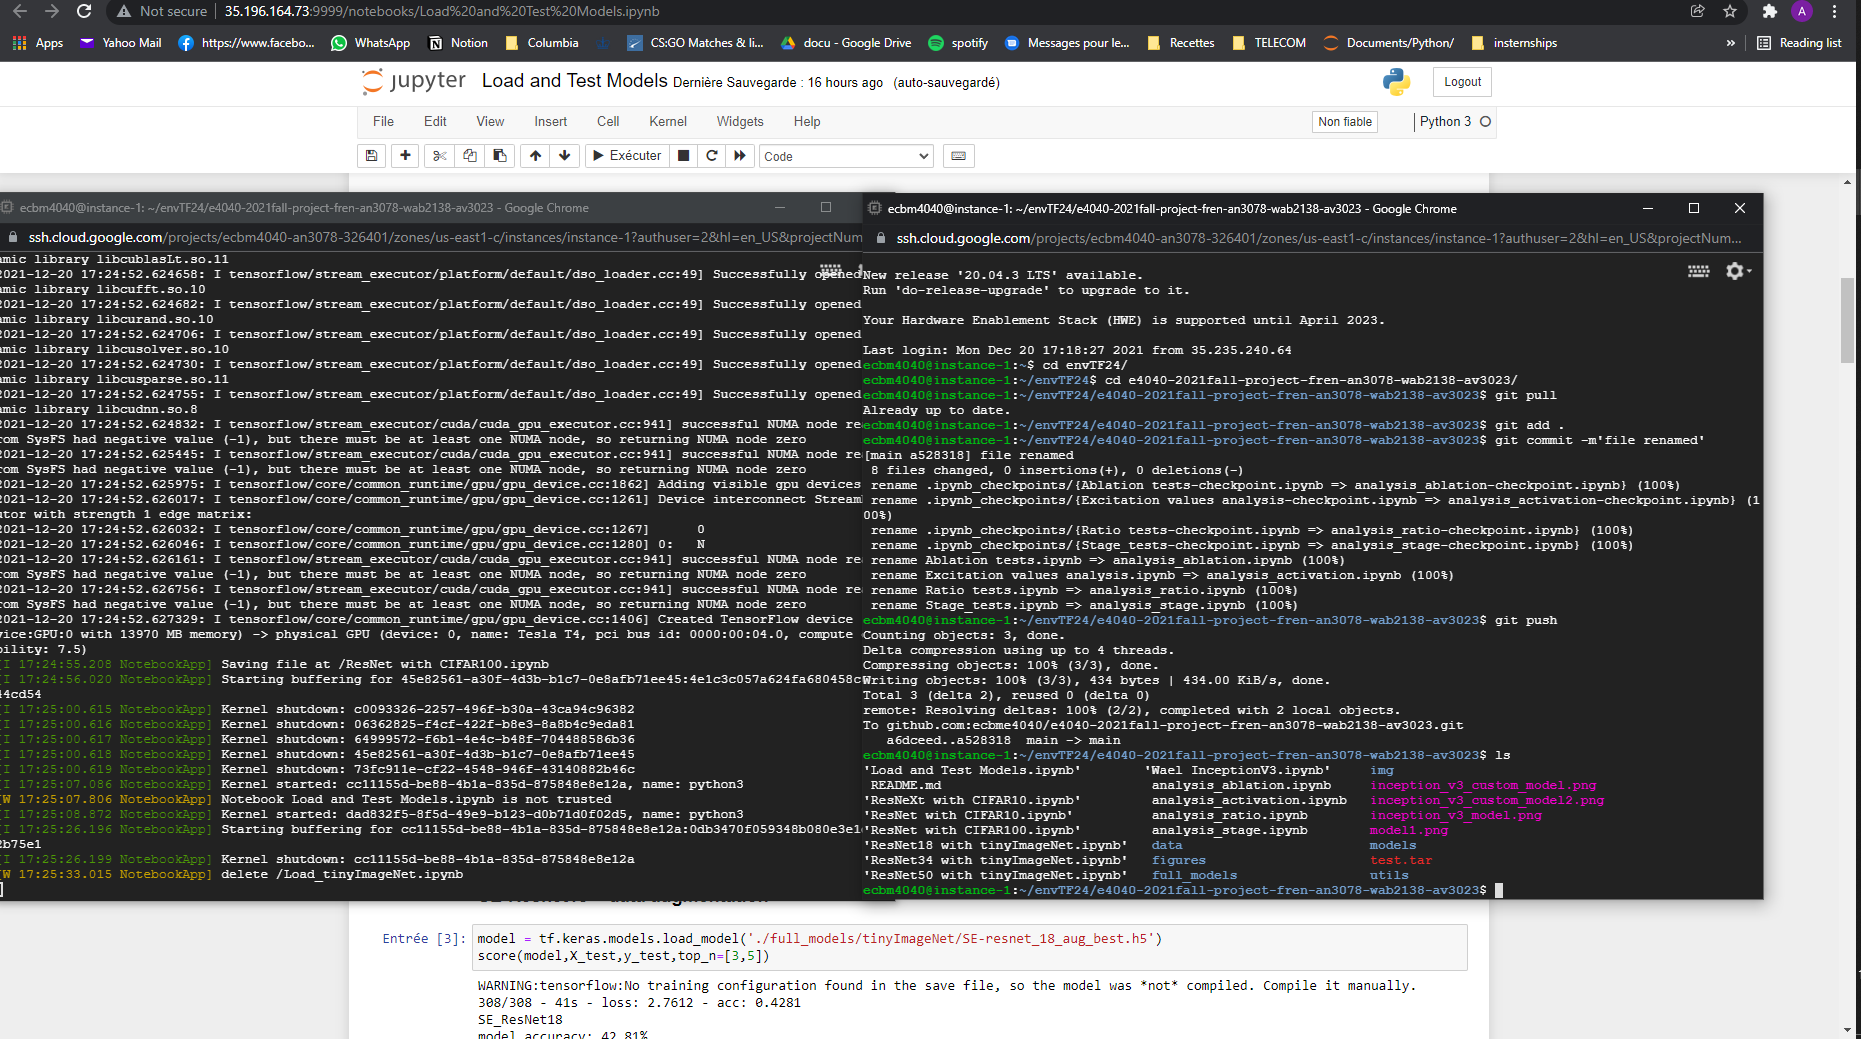 Not secure | 35.196.164.73:9999/notebooks/Load%20and%20Test%20Models.ipynb
Apps Yahoo Mail https://www.facebo... WhatsApp Notion Columbia CS:GO Matches & li... docu - Google Drive spotify Messages pour le... Recettes TELECOM Documents/Python/ insternships » Reading list
jupyter Load and Test Models Dernière Sauvegarde : 16 hours ago (auto-sauvegardé) Logout
File Edit View Insert Cell Kernel Widgets Help Non fiable Python 3
Exécuter Code
ecbm4040@instance-1: ~/envTF24/e4040-2021fall-project-fren-an3078-wab2138-av3023 - Google Chrome
ssh.cloud.google.com/projects/ecbm4040-an3078-326401/zones/us-east1-c/instances/instance-1?authuser=2&hl=en_US&projectNum
amic library libcublasLt.so.11
2021-12-20 17:24:52.624658: I tensorflow/stream_executor/platform/default/dso_loader.cc:49] Successfully opened
amic library libcufft.so.10
2021-12-20 17:24:52.624682: I tensorflow/stream_executor/platform/default/dso_loader.cc:49] Successfully opened
amic library libcurand.so.10
2021-12-20 17:24:52.624706: I tensorflow/stream_executor/platform/default/dso_loader.cc:49] Successfully opened
amic library libcusolver.so.10
2021-12-20 17:24:52.624730: I tensorflow/stream_executor/platform/default/dso_loader.cc:49] Successfully opened
amic library libcusparse.so.11
2021-12-20 17:24:52.624755: I tensorflow/stream_executor/platform/default/dso_loader.cc:49] Successfully opened
amic library libcudnn.so.8
2021-12-20 17:24:52.624832: I tensorflow/stream_executor/cuda/cuda_gpu_executor.cc:941] successful NUMA node re
rom SysFS had negative value (-1), but there must be at least one NUMA node, so returning NUMA node zero
2021-12-20 17:24:52.625445: I tensorflow/stream_executor/cuda/cuda_gpu_executor.cc:941] successful NUMA node re
rom SysFS had negative value (-1), but there must be at least one NUMA node, so returning NUMA node zero
2021-12-20 17:24:52.625975: I tensorflow/core/common_runtime/gpu/gpu_device.cc:1862] Adding visible gpu devices
2021-12-20 17:24:52.626017: I tensorflow/core/common_runtime/gpu/gpu_device.cc:1261] Device interconnect Stream
utor with strength 1 edge matrix:
2021-12-20 17:24:52.626032: I tensorflow/core/common_runtime/gpu/gpu_device.cc:1267]      0
2021-12-20 17:24:52.626046: I tensorflow/core/common_runtime/gpu/gpu_device.cc:1280] 0:   N
2021-12-20 17:24:52.626161: I tensorflow/stream_executor/cuda/cuda_gpu_executor.cc:941] successful NUMA node re
rom SysFS had negative value (-1), but there must be at least one NUMA node, so returning NUMA node zero
2021-12-20 17:24:52.626756: I tensorflow/stream_executor/cuda/cuda_gpu_executor.cc:941] successful NUMA node re
rom SysFS had negative value (-1), but there must be at least one NUMA node, so returning NUMA node zero
2021-12-20 17:24:52.627329: I tensorflow/core/common_runtime/gpu/gpu_device.cc:1406] Created TensorFlow device
vice:GPU:0 with 13970 MB memory) -> physical GPU (device: 0, name: Tesla T4, pci bus id: 0000:00:04.0, compute
bility: 7.5)
[I 17:24:55.208 NotebookApp] Saving file at /ResNet with CIFAR100.ipynb
[I 17:24:56.020 NotebookApp] Starting buffering for 45e82561-a30f-4d3b-b1c7-0e8afb71ee45:4e1c3c057a624fa680458c
44cd54
[I 17:25:00.615 NotebookApp] Kernel shutdown: c0093326-2257-496f-b30a-43ca94c96382
[I 17:25:00.616 NotebookApp] Kernel shutdown: 06362825-f4cf-422f-b8e3-8a8b4c9eda81
[I 17:25:00.617 NotebookApp] Kernel shutdown: 64999572-f6b1-4e4c-b48f-704488586b36
[I 17:25:00.618 NotebookApp] Kernel shutdown: 45e82561-a30f-4d3b-b1c7-0e8afb71ee45
[I 17:25:00.619 NotebookApp] Kernel shutdown: 73fc911e-cf22-4548-946f-43140882b46c
[I 17:25:07.086 NotebookApp] Kernel started: cc11155d-be88-4b1a-835d-875848e8e12a, name: python3
[W 17:25:07.806 NotebookApp] Notebook Load and Test Models.ipynb is not trusted
[I 17:25:08.872 NotebookApp] Kernel started: dad832f5-8f5d-49e9-b123-d0b71d0f02d5, name: python3
[I 17:25:26.196 NotebookApp] Starting buffering for cc11155d-be88-4b1a-835d-875848e8e12a:0db3470f059348b080e3e1
2b75e1
[I 17:25:26.199 NotebookApp] Kernel shutdown: cc11155d-be88-4b1a-835d-875848e8e12a
[W 17:25:33.015 NotebookApp] delete /Load_tinyImageNet.ipynb
ecbm4040@instance-1: ~/envTF24/e4040-2021fall-project-fren-an3078-wab2138-av3023 - Google Chrome
ssh.cloud.google.com/projects/ecbm4040-an3078-326401/zones/us-east1-c/instances/instance-1?authuser=2&hl=en_US&projectNum...
New release '20.04.3 LTS' available.
Run 'do-release-upgrade' to upgrade to it.
Your Hardware Enablement Stack (HWE) is supported until April 2023.
Last login: Mon Dec 20 17:18:27 2021 from 35.235.240.64
ecbm4040@instance-1:~$ cd envTF24/
ecbm4040@instance-1:~/envTF24$ cd e4040-2021fall-project-fren-an3078-wab2138-av3023/
ecbm4040@instance-1:~/envTF24/e4040-2021fall-project-fren-an3078-wab2138-av3023$ git pull
Already up to date.
ecbm4040@instance-1:~/envTF24/e4040-2021fall-project-fren-an3078-wab2138-av3023$ git add .
ecbm4040@instance-1:~/envTF24/e4040-2021fall-project-fren-an3078-wab2138-av3023$ git commit -m'file renamed'
[main a528318] file renamed
8 files changed, 0 insertions(+), 0 deletions(-)
rename .ipynb_checkpoints/{Ablation tests-checkpoint.ipynb => analysis_ablation-checkpoint.ipynb} (100%)
rename .ipynb_checkpoints/{Excitation values analysis-checkpoint.ipynb => analysis_activation-checkpoint.ipynb} (1
00%)
rename .ipynb_checkpoints/{Ratio tests-checkpoint.ipynb => analysis_ratio-checkpoint.ipynb} (100%)
rename .ipynb_checkpoints/{Stage_tests-checkpoint.ipynb => analysis_stage-checkpoint.ipynb} (100%)
rename Ablation tests.ipynb => analysis_ablation.ipynb (100%)
rename Excitation values analysis.ipynb => analysis_activation.ipynb (100%)
rename Ratio tests.ipynb => analysis_ratio.ipynb (100%)
rename Stage_tests.ipynb => analysis_stage.ipynb (100%)
ecbm4040@instance-1:~/envTF24/e4040-2021fall-project-fren-an3078-wab2138-av3023$ git push
Counting objects: 3, done.
Delta compression using up to 4 threads.
Compressing objects: 100% (3/3), done.
Writing objects: 100% (3/3), 434 bytes | 434.00 KiB/s, done.
Total 3 (delta 2), reused 0 (delta 0)
remote: Resolving deltas: 100% (2/2), completed with 2 local objects.
To github.com:ecbme4040/e4040-2021fall-project-fren-an3078-wab2138-av3023.git
a6dceed..a528318  main -> main
ecbm4040@instance-1:~/envTF24/e4040-2021fall-project-fren-an3078-wab2138-av3023$ ls
'Load and Test Models.ipynb' 'Wael InceptionV3.ipynb' img
README.md analysis_ablation.ipynb inception_v3_custom_model.png
'ResNeXt with CIFAR10.ipynb' analysis_activation.ipynb inception_v3_custom_model2.png
'ResNet with CIFAR10.ipynb' analysis_ratio.ipynb inception_v3_model.png
'ResNet with CIFAR100.ipynb' analysis_stage.ipynb model1.png
'ResNet18 with tinyImageNet.ipynb' data models
'ResNet34 with tinyImageNet.ipynb' figures test.tar
'ResNet50 with tinyImageNet.ipynb' full_models utils
ecbm4040@instance-1:~/envTF24/e4040-2021fall-project-fren-an3078-wab2138-av3023$
Entrée [3]: model = tf.keras.models.load_model('./full_models/tinyImageNet/SE-resnet_18_aug_best.h5')
score(model,X_test,y_test,top_n=[3,5])
WARNING:tensorflow:No training configuration found in the save file, so the model was *not* compiled. Compile it manually.
308/308 - 41s - loss: 2.7612 - acc: 0.4281
SE_ResNet18
model accuracy: 42.81%